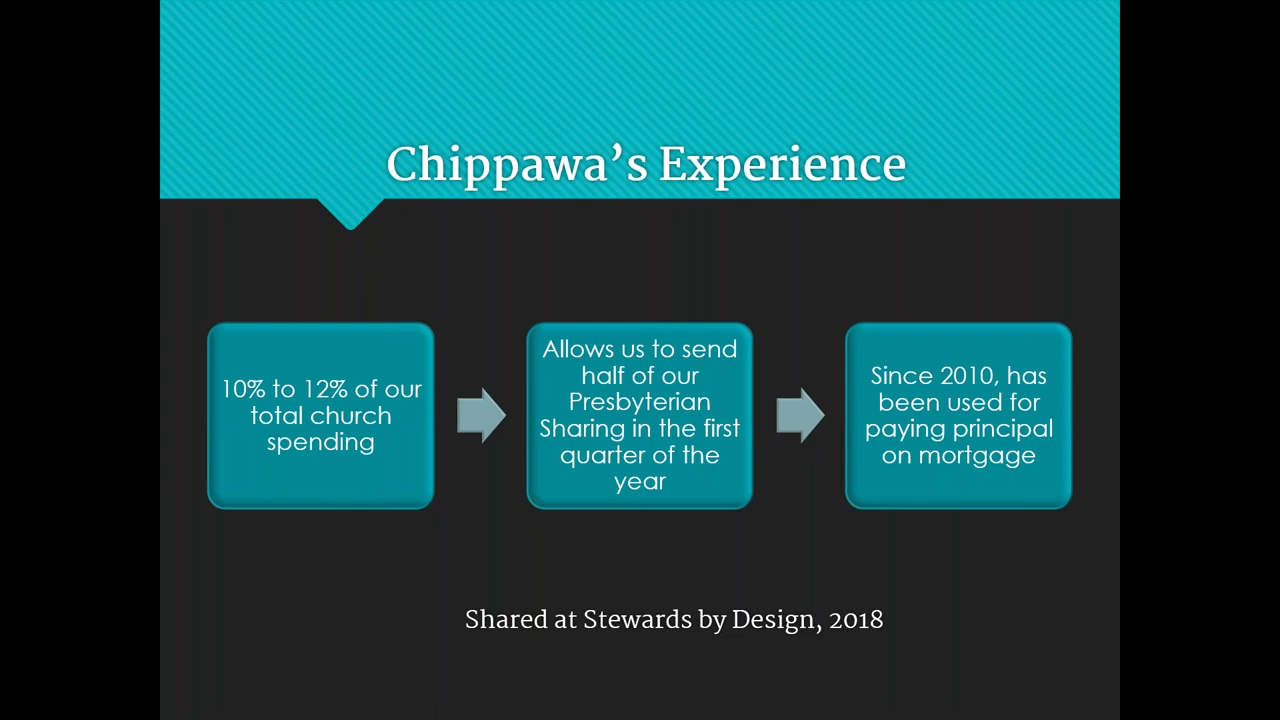 Chippawa’s Experience
10% to 12% of our
total church
spending
Allows us to send
half of our
Presbyterian
Sharing in the first
quarter of the
year
Since 2010, has
been used for
paying principal
on mortgage
Shared at Stewards by Design, 2018